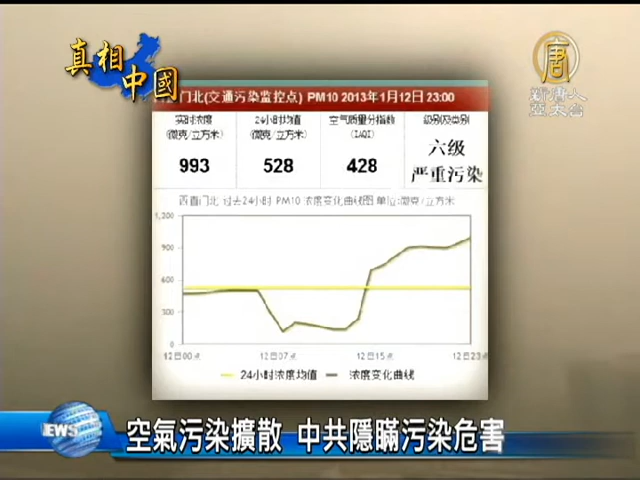 真相
中國
新唐人
亞太台
西直门北(交通污染监控点) PM10 2013年1月12日 23:00
实时浓度
(微克/立方米)
993
24小时均值
(微克/立方米)
528
空气质量分指数
(IAQI)
428
级别及类别
六级
严重污染
西直门北 过去24小时 PM10 浓度变化曲线图 单位:微克/立方米
1,200
900
600
300
0
12日00点 12日07点 12日15点 12日23点
24小时浓度均值 浓度变化曲线
EWS
空氣污染擴散 中共隱瞞污染危害